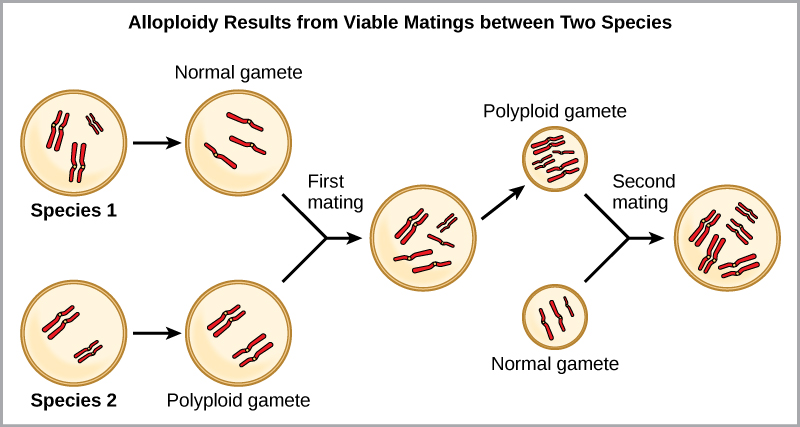 Alloploidy Results from Viable Matings between Two Species
Normal gamete
Species 1
First
mating
Polyploid gamete
Second
mating
Species 2
Polyploid gamete
Normal gamete